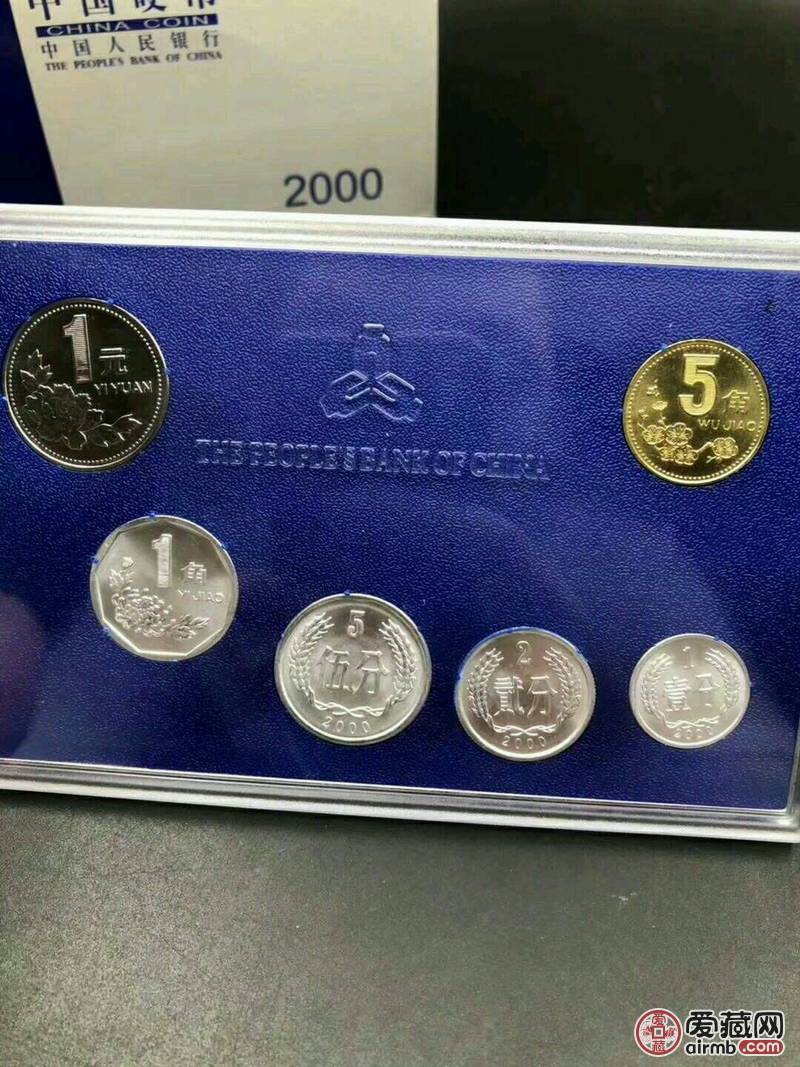 中国硬币
CHINA COIN
中国人民银行
THE PEOPLE'S BANK OF CHINA
2000
1元
YI YUAN
5角
WU JIAO
THE PEOPLE'S BANK OF CHINA
1角
YI JIAO
5
伍分
2000
2
贰分
2000
1
壹分
2000
爱藏网
airmb.com